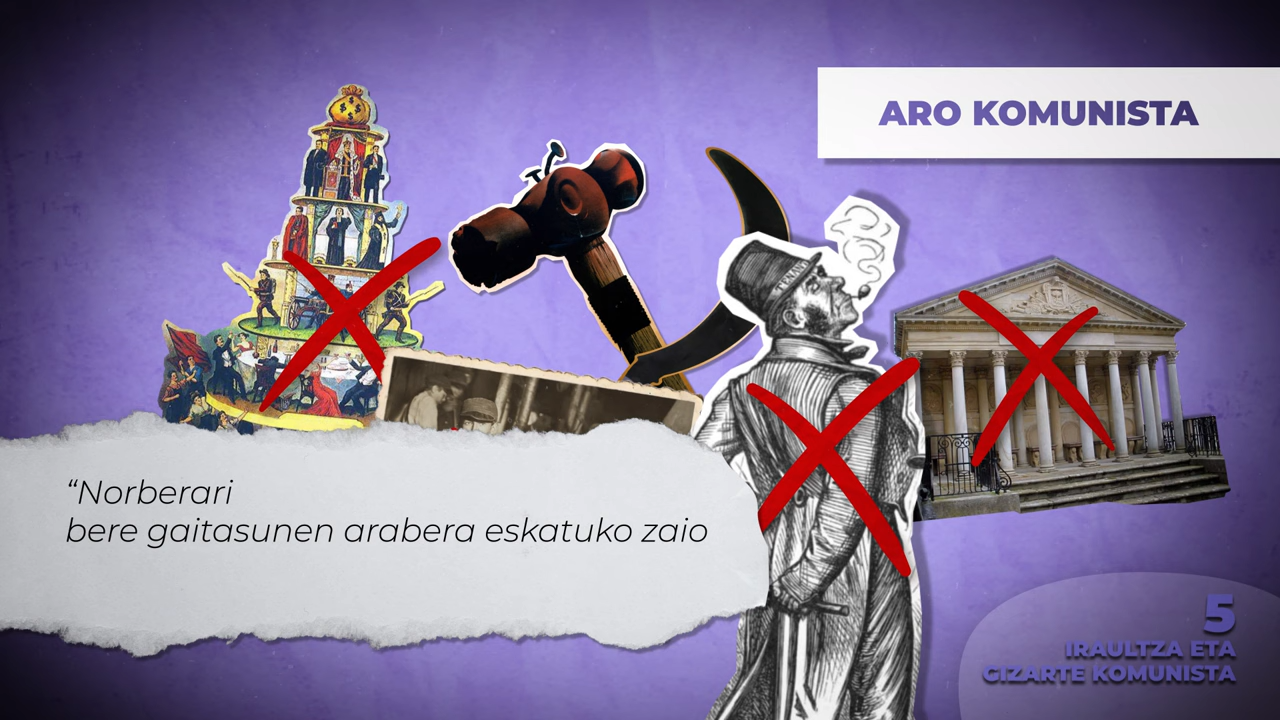 ARO KOMUNISTA
“Norberari
bere gaitasunen arabera eskatuko zaio
5
IRAULTZA ETA
GIZARTE KOMUNISTA